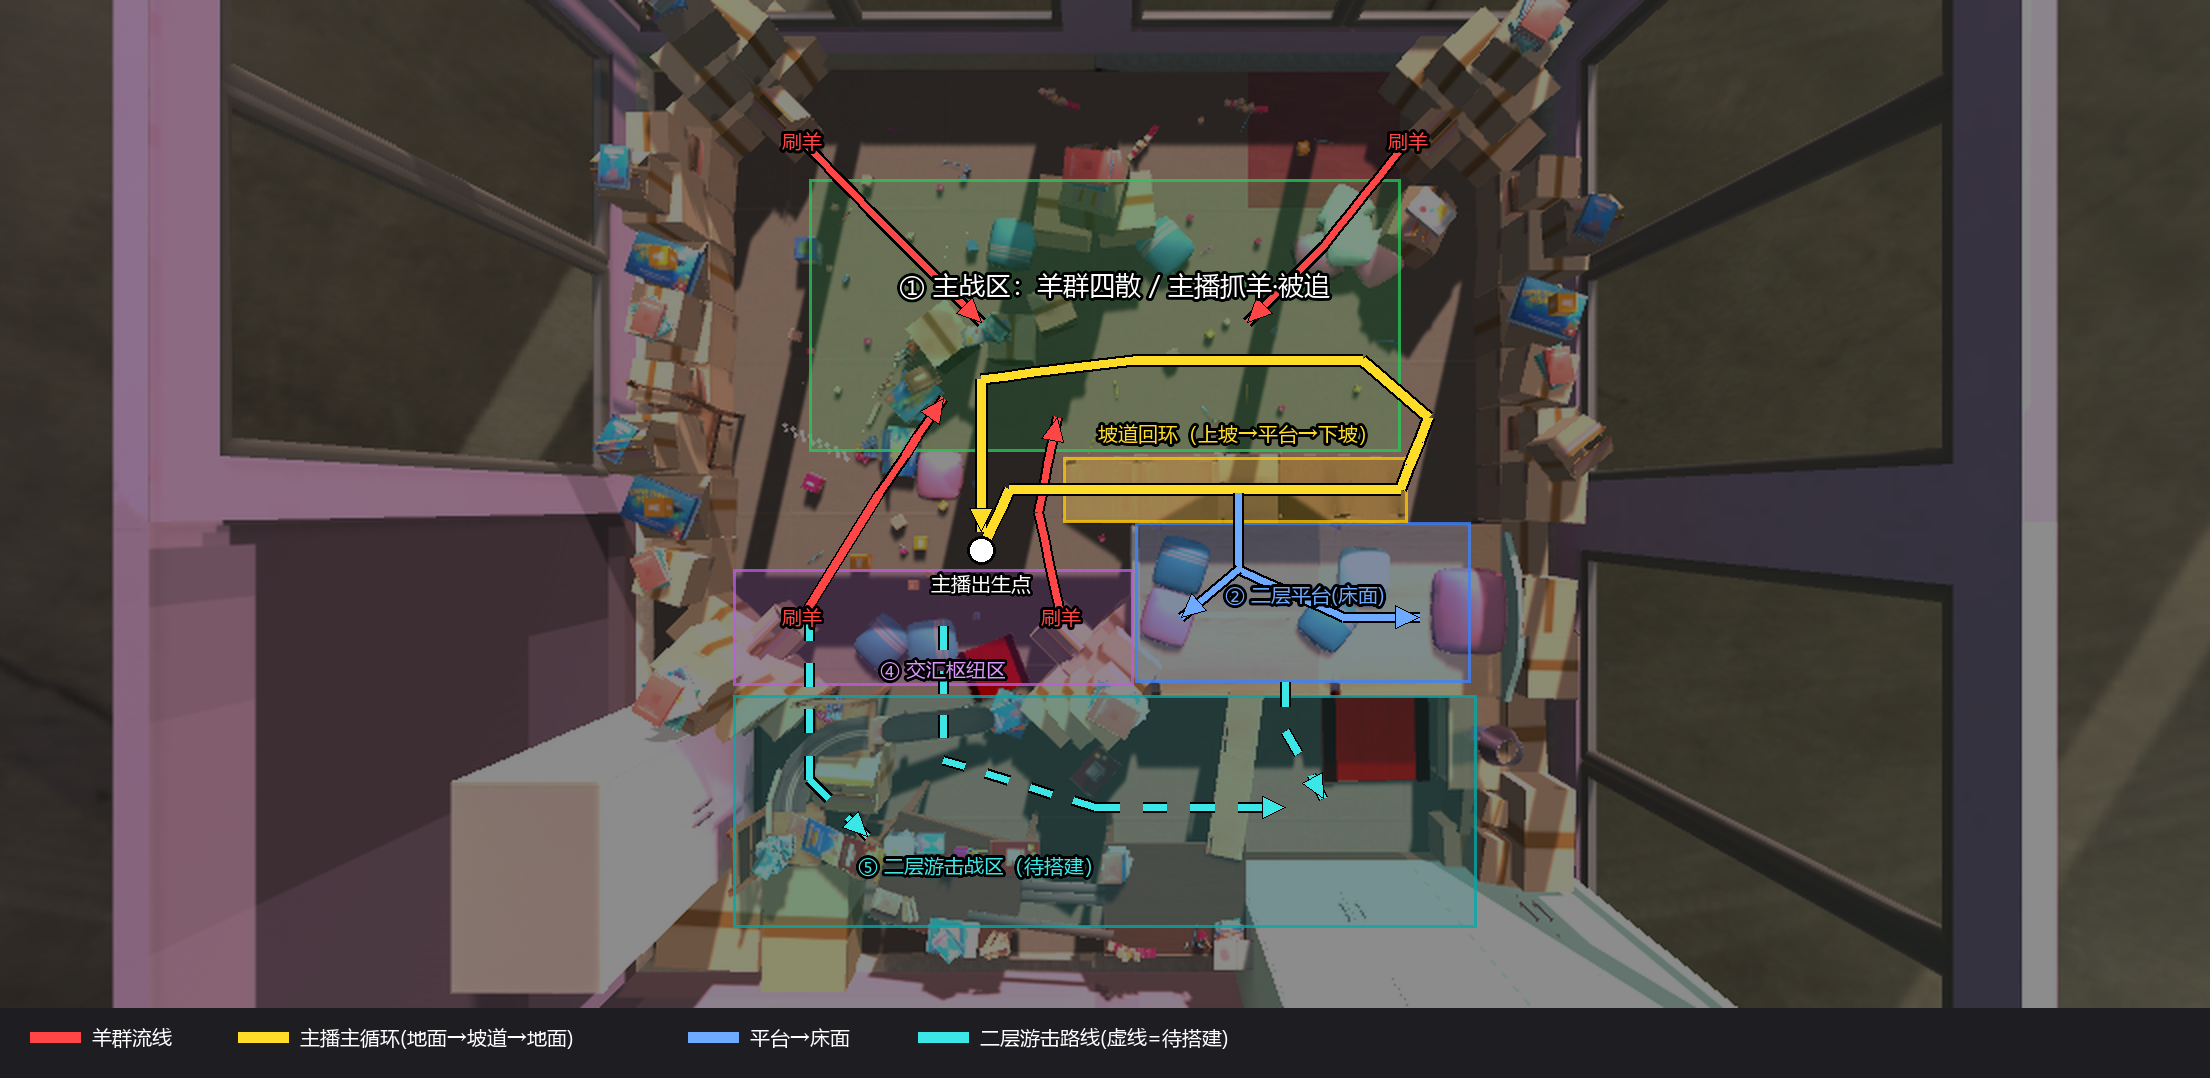 刷羊
刷羊
① 主战区：羊群四散 / 主播抓羊·被追
坡道回环（上坡→平台→下坡）
主播出生点
② 二层平台(床面)
刷羊
刷羊
④ 交汇枢纽区
⑤ 二层游击战区（待搭建）
羊群流线
主播主循环(地面→坡道→地面)
平台→床面
二层游击路线(虚线=待搭建)